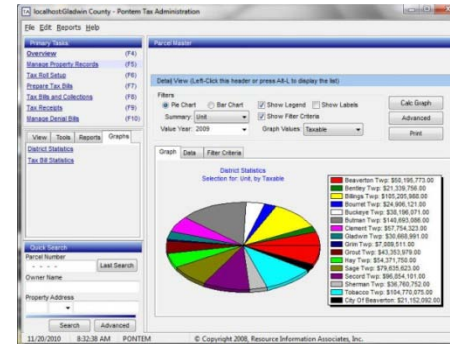 localhost:Gladwin County - Pontem Tax Administration
File Edit Reports Help
Primary Tasks
Overview (F4)
Manage Property Records (F5)
Tax Roll Setup (F6)
Prepare Tax Bills (F7)
Tax Bills and Collections (F8)
Tax Receipts (F9)
Manage Denial Bills (F10)
View Tools Reports Graphs
District Statistics
Tax Bill Statistics
Quick Search
Parcel Number
- - - - Last Search
Owner Name
Property Address
Search Advanced
Parcel Master
Detail View (Left-Click this header or press Alt-L to display the list)
Filters
Pie Chart Bar Chart Show Legend Show Labels Calc Graph
Summary: Unit Show Filter Criteria Advanced
Value Year: 2009 Graph Values: Taxable Print
Graph Data Filter Criteria
District Statistics
Selection for: Unit, by Taxable
Beaverton Twp: $58,195,773.00
Bentley Twp: $21,339,756.00
Billings Twp: $105,205,988.00
Bourret Twp: $24,906,121.00
Buckeye Twp: $38,196,071.00
Butman Twp: $140,693,086.00
Clement Twp: $57,754,323.00
Gladwin Twp: $30,668,991.00
Grim Twp: $7,009,511.00
Grout Twp: $43,353,979.00
Hay Twp: $54,371,750.00
Sage Twp: $79,635,623.00
Secord Twp: $96,054,101.00
Sherman Twp: $36,760,752.00
Tobacco Twp: $104,770,075.00
City Of Beaverton: $21,152,092.00
11/20/2010 8:32:38 AM PONTEM © Copyright 2008, Resource Information Associates, Inc.